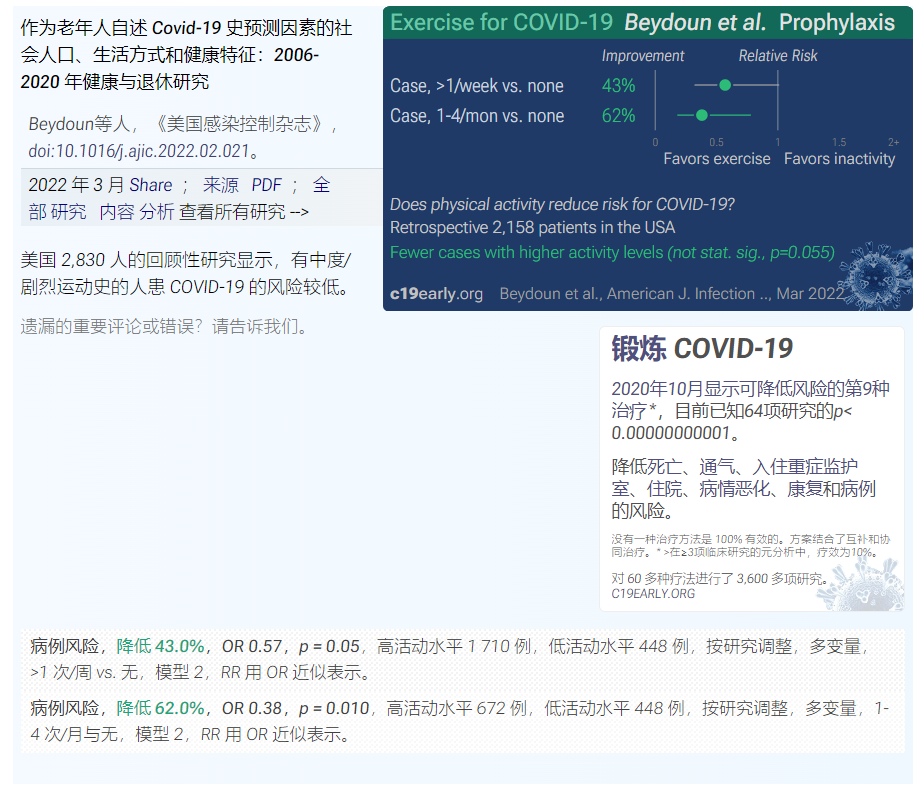 作为老年人自述 Covid-19 史预测因素的社
会人口、生活方式和健康特征：2006-
2020 年健康与退休研究
Beydoun等人，《美国感染控制杂志》，
doi:10.1016/j.ajic.2022.02.021。
2022 年 3 月 Share ； 来源 PDF ； 全
部 研究 内容 分析 查看所有研究 -->
美国 2,830 人的回顾性研究显示，有中度/
剧烈运动史的人患 COVID-19 的风险较低。
遗漏的重要评论或错误？请告诉我们。
Exercise for COVID-19 Beydoun et al. Prophylaxis
Improvement Relative Risk
Case, >1/week vs. none 43%
Case, 1-4/mon vs. none 62%
0 0.5 1 1.5 2+
Favors exercise Favors inactivity
Does physical activity reduce risk for COVID-19?
Retrospective 2,158 patients in the USA
Fewer cases with higher activity levels (not stat. sig., p=0.055)
c19early.org Beydoun et al., American J. Infection .., Mar 2022
锻炼 COVID-19
2020年10月显示可降低风险的第9种
治疗*，目前已知64项研究的p<
0.00000000001。
降低死亡、通气、入住重症监护
室、住院、病情恶化、康复和病例
的风险。
没有一种治疗方法是 100% 有效的。方案结合了互补和协
同治疗。* >在≥3项临床研究的元分析中，疗效为10%。
对 60 多种疗法进行了 3,600 多项研究。
C19EARLY.ORG
病例风险，降低 43.0%，OR 0.57，p = 0.05，高活动水平 1 710 例，低活动水平 448 例，按研究调整，多变量，
>1 次/周 vs. 无，模型 2，RR 用 OR 近似表示。
病例风险，降低 62.0%，OR 0.38，p = 0.010，高活动水平 672 例，低活动水平 448 例，按研究调整，多变量，1-
4 次/月与无，模型 2，RR 用 OR 近似表示。